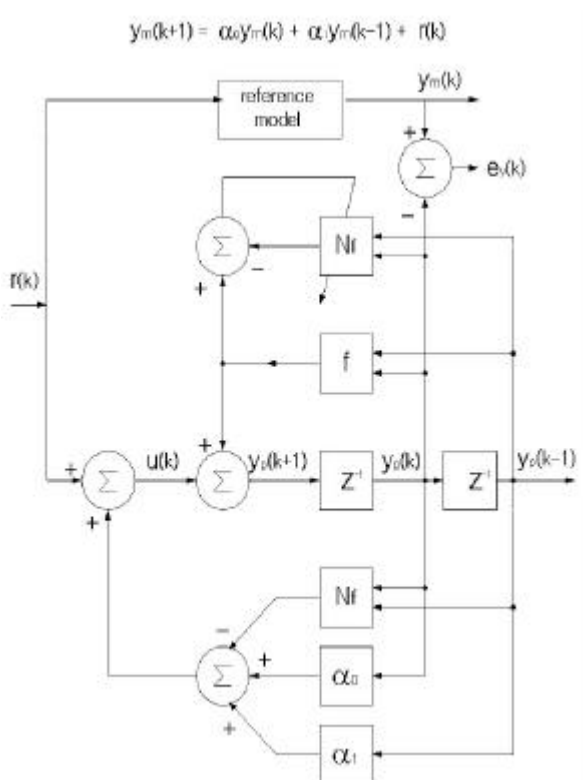 yₘ(k+1) = α₀yₘ(k) + α₁yₘ(k-1) + r(k)
reference
model
yₘ(k)
+
Σ
eᵧ(k)
−
Σ
−
+
Nf
r(k)
f
+
Σ
+
u(k)
+
Σ
yₚ(k+1)
Z⁻¹
yₚ(k)
Z⁻¹
yₚ(k-1)
Nf
−
Σ
+
α₀
+
α₁